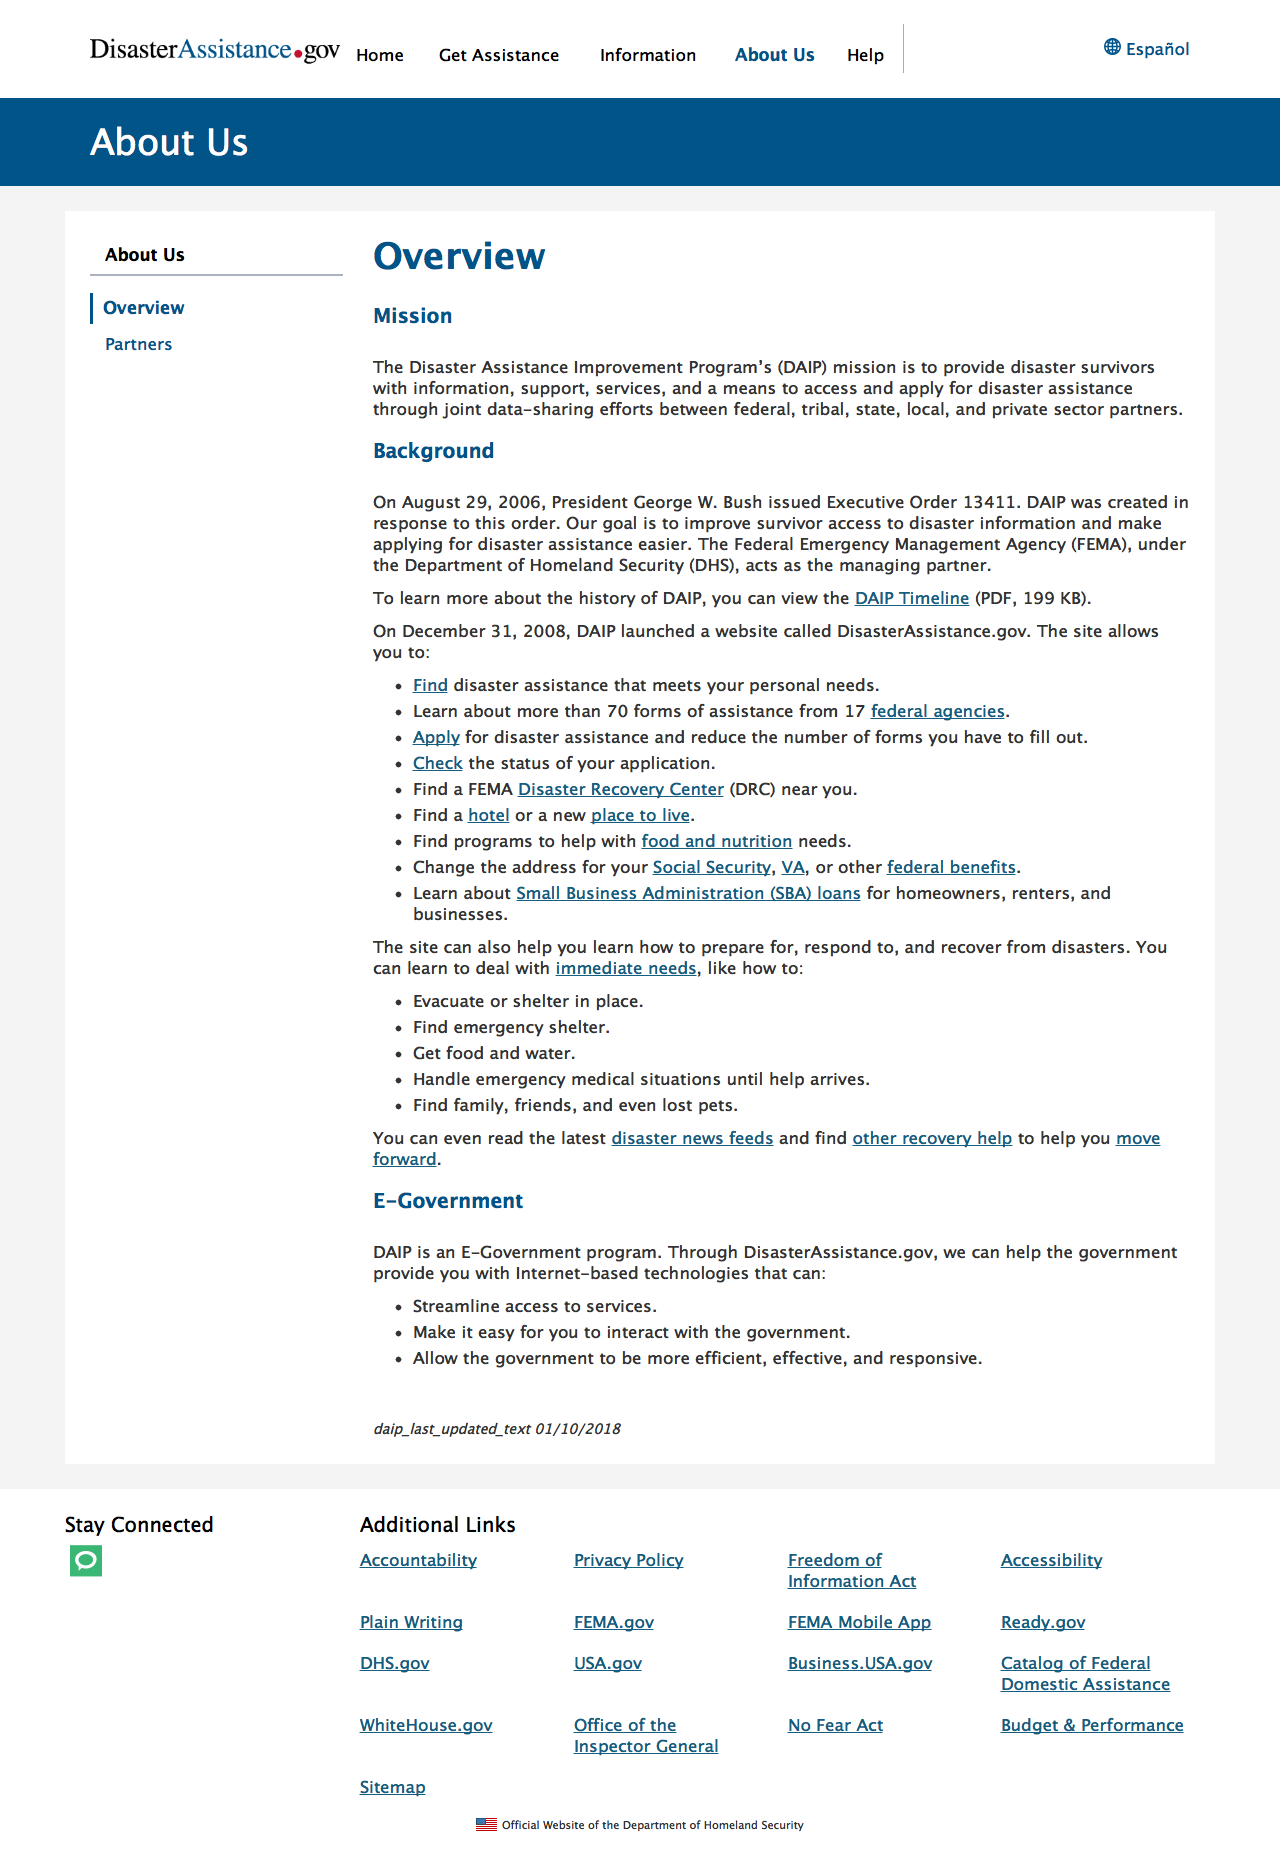 DisasterAssistance.gov
Home
Get Assistance
Information
About Us
Help
Español
About Us
About Us
Overview
Partners
Overview
Mission
The Disaster Assistance Improvement Program’s (DAIP) mission is to provide disaster survivors
with information, support, services, and a means to access and apply for disaster assistance
through joint data-sharing efforts between federal, tribal, state, local, and private sector partners.
Background
On August 29, 2006, President George W. Bush issued Executive Order 13411. DAIP was created in
response to this order. Our goal is to improve survivor access to disaster information and make
applying for disaster assistance easier. The Federal Emergency Management Agency (FEMA), under
the Department of Homeland Security (DHS), acts as the managing partner.
To learn more about the history of DAIP, you can view the DAIP Timeline (PDF, 199 KB).
On December 31, 2008, DAIP launched a website called DisasterAssistance.gov. The site allows
you to:
• Find disaster assistance that meets your personal needs.
• Learn about more than 70 forms of assistance from 17 federal agencies.
• Apply for disaster assistance and reduce the number of forms you have to fill out.
• Check the status of your application.
• Find a FEMA Disaster Recovery Center (DRC) near you.
• Find a hotel or a new place to live.
• Find programs to help with food and nutrition needs.
• Change the address for your Social Security, VA, or other federal benefits.
• Learn about Small Business Administration (SBA) loans for homeowners, renters, and
businesses.
The site can also help you learn how to prepare for, respond to, and recover from disasters. You
can learn to deal with immediate needs, like how to:
• Evacuate or shelter in place.
• Find emergency shelter.
• Get food and water.
• Handle emergency medical situations until help arrives.
• Find family, friends, and even lost pets.
You can even read the latest disaster news feeds and find other recovery help to help you move
forward.
E-Government
DAIP is an E-Government program. Through DisasterAssistance.gov, we can help the government
provide you with Internet-based technologies that can:
• Streamline access to services.
• Make it easy for you to interact with the government.
• Allow the government to be more efficient, effective, and responsive.
daip_last_updated_text 01/10/2018
Stay Connected
Additional Links
Accountability
Privacy Policy
Freedom of
Information Act
Accessibility
Plain Writing
FEMA.gov
FEMA Mobile App
Ready.gov
DHS.gov
USA.gov
Business.USA.gov
Catalog of Federal
Domestic Assistance
WhiteHouse.gov
Office of the
Inspector General
No Fear Act
Budget & Performance
Sitemap
Official Website of the Department of Homeland Security